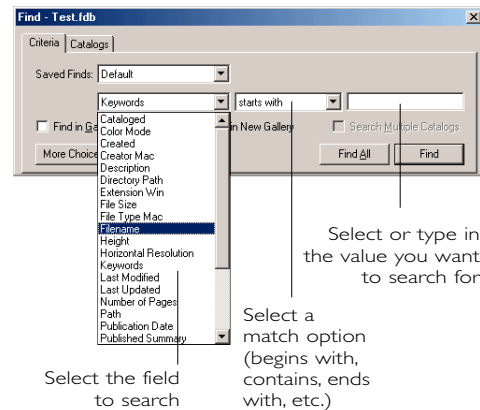 Find - Test.fdb
Criteria Catalogs
Saved Finds: Default
Keywords starts with
Find in Ga in New Gallery Search Multiple Catalogs
More Choice Find All Find
Cataloged
Color Mode
Created
Creator Mac
Description
Directory Path
Extension Win
File Size
File Type Mac
Filename
Height
Horizontal Resolution
Keywords
Last Modified
Last Updated
Number of Pages
Path
Publication Date
Published Summary
Select or type in
the value you want
to search for
Select a
match option
(begins with,
contains, ends
with, etc.)
Select the field
to search